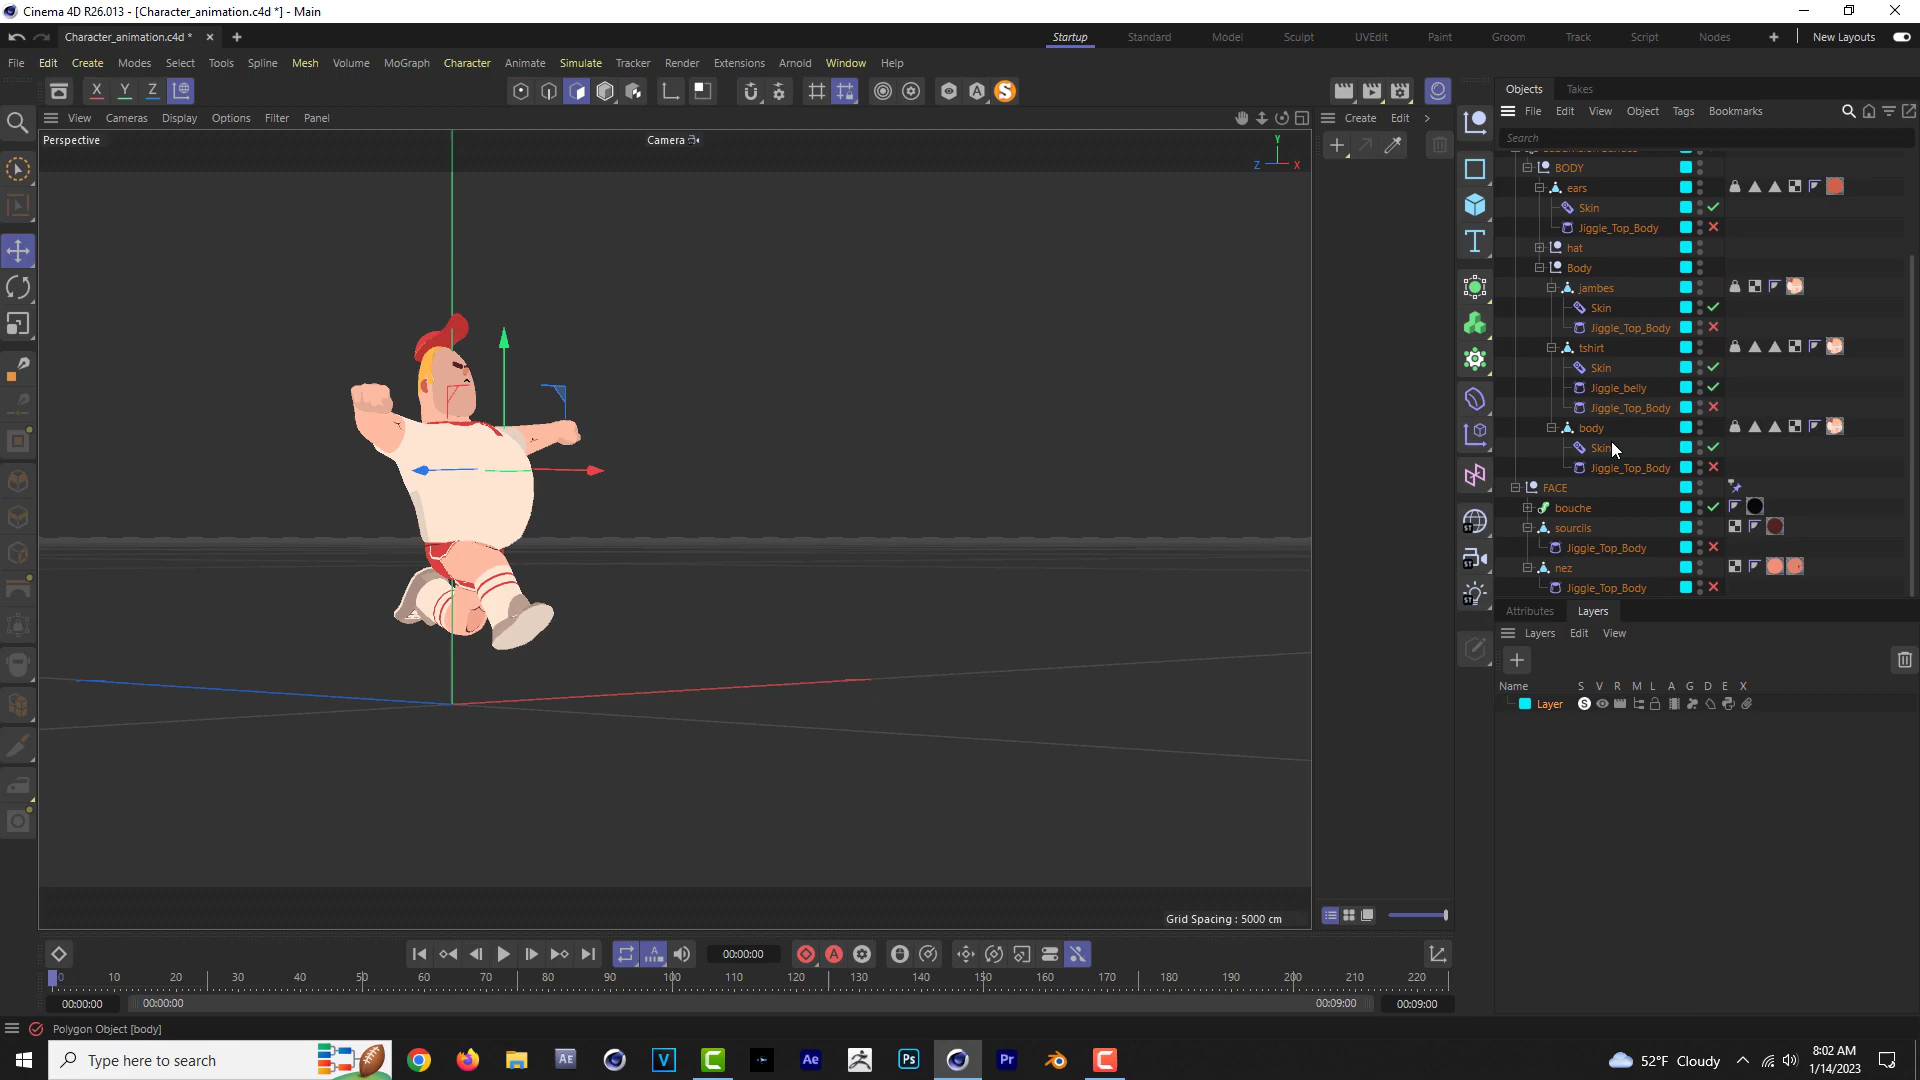 Cinema 4D R26.013 - [Character_animation.c4d *] - Main
Character_animation.c4d *
Startup Standard Model Sculpt UVEdit Paint Groom Track Script Nodes New Layouts
File Edit Create Modes Select Tools Spline Mesh Volume MoGraph Character Animate Simulate Tracker Render Extensions Arnold Window Help
X Y Z
View Cameras Display Options Filter Panel
Perspective
Camera
Y
Z X
Grid Spacing : 5000 cm
Create Edit
Objects Takes
File Edit View Object Tags Bookmarks
Search
BODY
ears
Skin
Jiggle_Top_Body
hat
Body
jambes
Skin
Jiggle_Top_Body
tshirt
Skin
Jiggle_belly
Jiggle_Top_Body
body
Skin
Jiggle_Top_Body
FACE
bouche
sourcils
Jiggle_Top_Body
nez
Jiggle_Top_Body
Attributes Layers
Layers Edit View
Name S V R M L A G D E X
Layer
00:00:00
0 10 20 30 40 50 60 70 80 90 100 110 120 130 140 150 160 170 180 190 200 210 220
00:00:00 00:00:00 00:09:00 00:09:00
Polygon Object [body]
Type here to search
52°F Cloudy
8:02 AM
1/14/2023